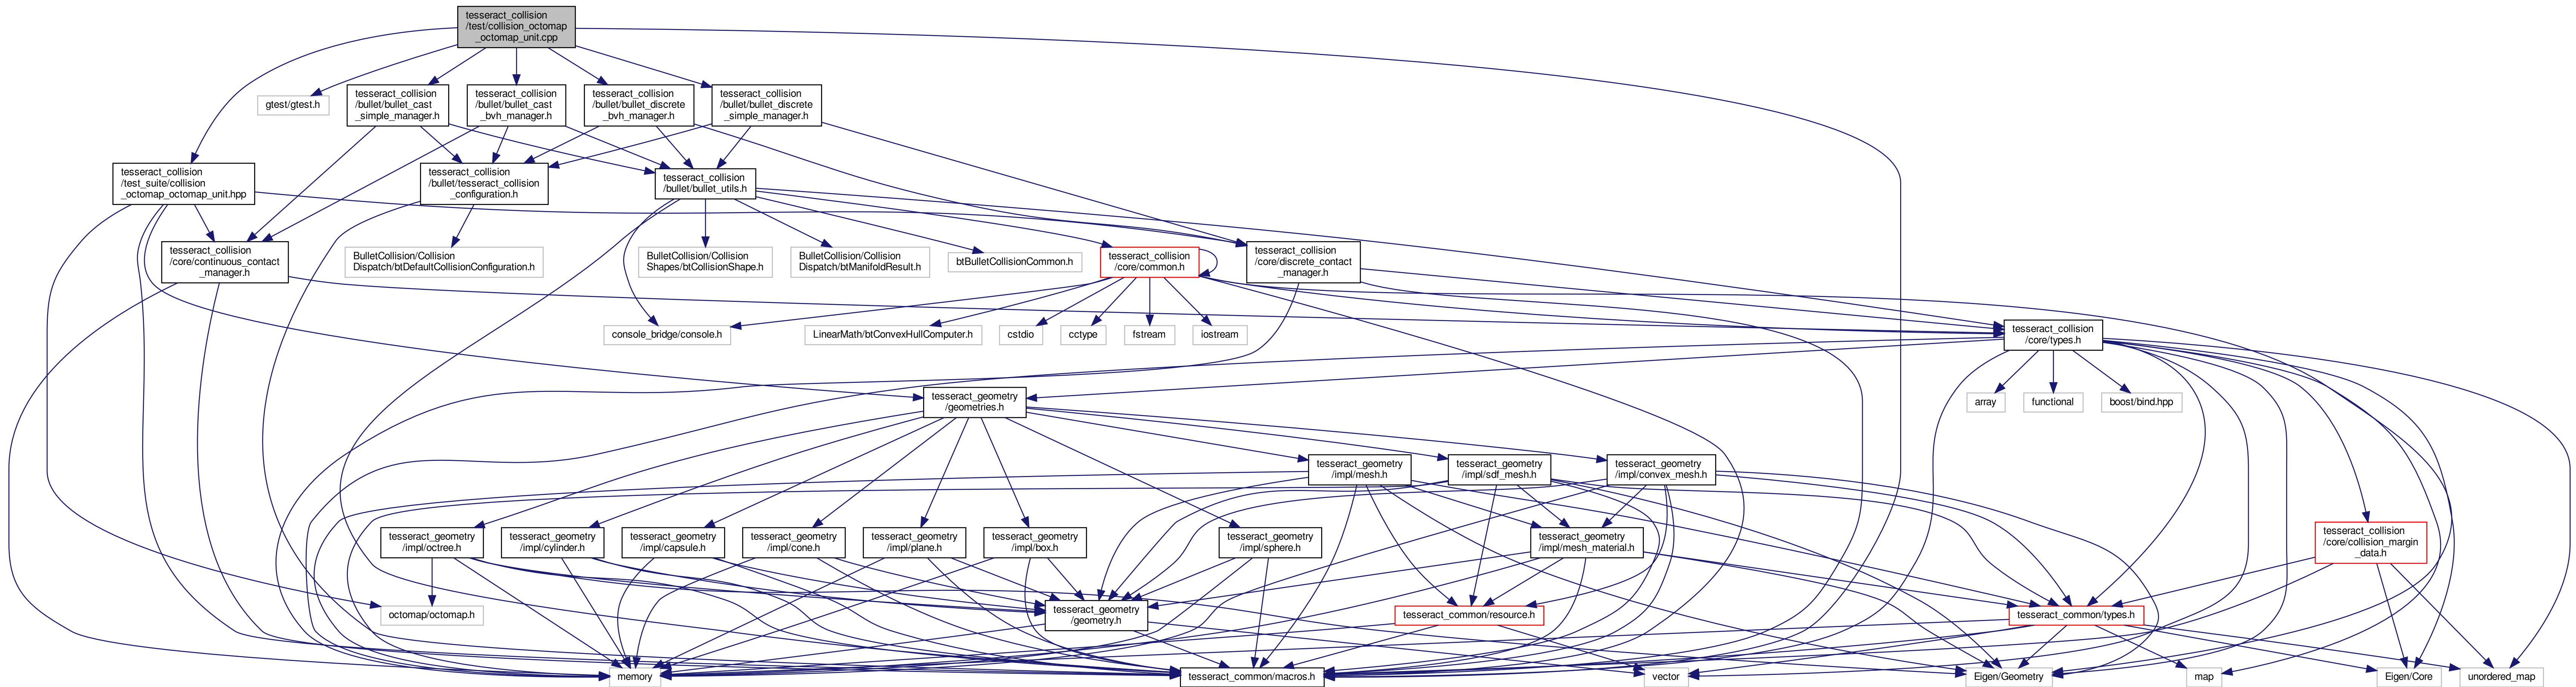 tesseract_collision
/test/collision_octomap
_octomap_unit.cpp
gtest/gtest.h
tesseract_collision
/bullet/bullet_cast
_simple_manager.h
tesseract_collision
/bullet/bullet_cast
_bvh_manager.h
tesseract_collision
/bullet/bullet_discrete
_bvh_manager.h
tesseract_collision
/bullet/bullet_discrete
_simple_manager.h
tesseract_collision
/test_suite/collision
_octomap_octomap_unit.hpp
tesseract_collision
/bullet/tesseract_collision
_configuration.h
tesseract_collision
/bullet/bullet_utils.h
tesseract_collision
/core/continuous_contact
_manager.h
BulletCollision/Collision
Dispatch/btDefaultCollisionConfiguration.h
BulletCollision/Collision
Shapes/btCollisionShape.h
BulletCollision/Collision
Dispatch/btManifoldResult.h
btBulletCollisionCommon.h
tesseract_collision
/core/common.h
tesseract_collision
/core/discrete_contact
_manager.h
console_bridge/console.h
LinearMath/btConvexHullComputer.h
cstdio
cctype
fstream
iostream
tesseract_collision
/core/types.h
tesseract_geometry
/geometries.h
array
functional
boost/bind.hpp
tesseract_geometry
/impl/mesh.h
tesseract_geometry
/impl/sdf_mesh.h
tesseract_geometry
/impl/convex_mesh.h
tesseract_geometry
/impl/octree.h
tesseract_geometry
/impl/cylinder.h
tesseract_geometry
/impl/capsule.h
tesseract_geometry
/impl/cone.h
tesseract_geometry
/impl/plane.h
tesseract_geometry
/impl/box.h
tesseract_geometry
/impl/sphere.h
tesseract_geometry
/impl/mesh_material.h
tesseract_collision
/core/collision_margin
_data.h
octomap/octomap.h
tesseract_geometry
/geometry.h
tesseract_common/resource.h
tesseract_common/types.h
memory
tesseract_common/macros.h
vector
Eigen/Geometry
map
Eigen/Core
unordered_map